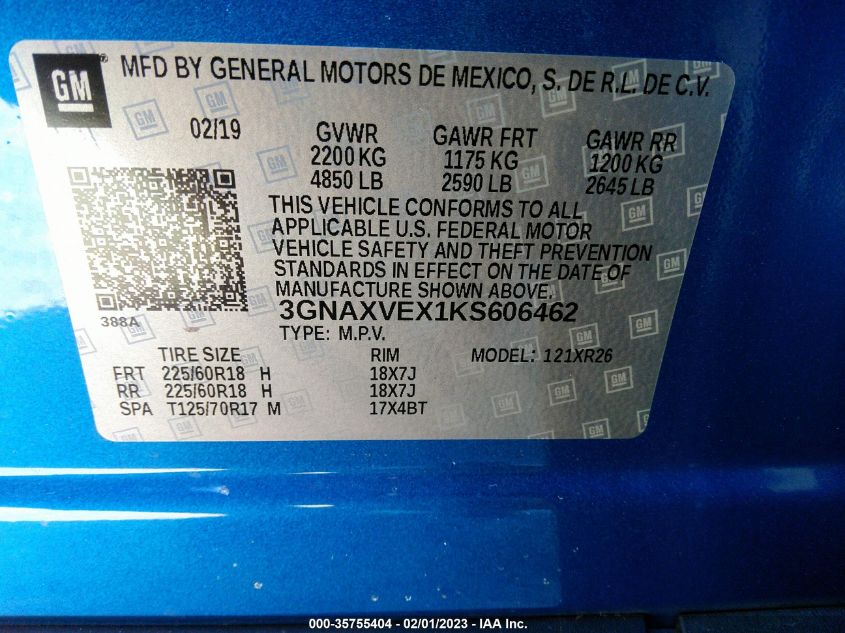 GM
MFD BY GENERAL MOTORS DE MEXICO, S. DE R.L. DE C.V.
02/19 GVWR GAWR FRT GAWR RR
2200 KG 1175 KG 1200 KG
4850 LB 2590 LB 2645 LB
THIS VEHICLE CONFORMS TO ALL
APPLICABLE U.S. FEDERAL MOTOR
VEHICLE SAFETY AND THEFT PREVENTION
STANDARDS IN EFFECT ON THE DATE OF
MANUFACTURE SHOWN ABOVE.
388A 3GNAXVEX1KS606462
TYPE: M.P.V.
TIRE SIZE RIM MODEL: 121XR26
FRT 225/60R18 H 18X7J
RR 225/60R18 H 18X7J
SPA T125/70R17 M 17X4BT
000-35755404 - 02/01/2023 - IAA Inc.